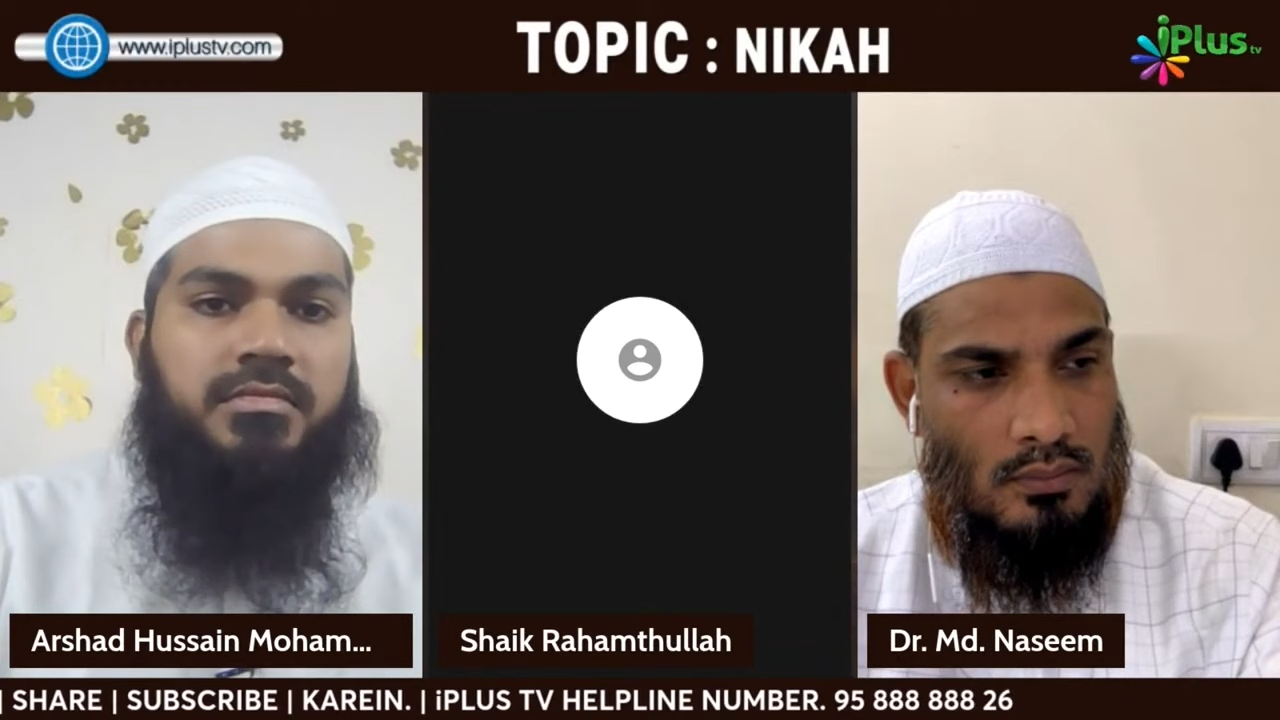 www.iplustv.com
TOPIC : NIKAH
iPlus tv
Arshad Hussain Moham...
Shaik Rahamthullah
Dr. Md. Naseem
| SHARE | SUBSCRIBE | KAREIN. | iPLUS TV HELPLINE NUMBER. 95 888 888 26